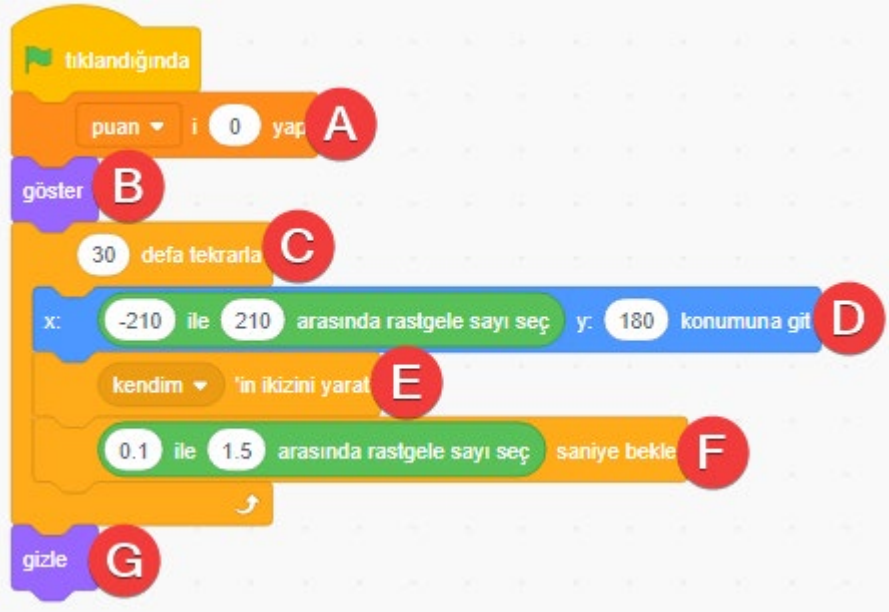 tıklandığında
puan i 0 yap A
göster B
30 defa tekrarla C
x: -210 ile 210 arasında rastgele sayı seç y: 180 konumuna git D
kendim 'in ikizini yarat E
0.1 ile 1.5 arasında rastgele sayı seç saniye bekle F
gizle G